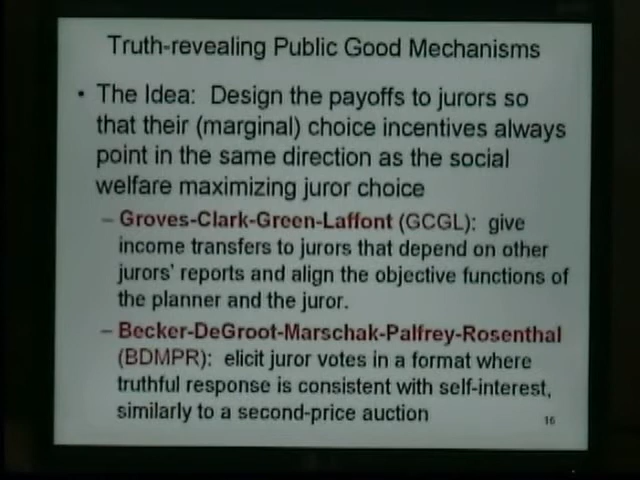 Truth-revealing Public Good Mechanisms
• The Idea: Design the payoffs to jurors so
that their (marginal) choice incentives always
point in the same direction as the social
welfare maximizing juror choice
– Groves-Clark-Green-Laffont (GCGL): give
income transfers to jurors that depend on other
jurors' reports and align the objective functions of
the planner and the juror.
– Becker-DeGroot-Marschak-Palfrey-Rosenthal
(BDMPR): elicit juror votes in a format where
truthful response is consistent with self-interest,
similarly to a second-price auction
16